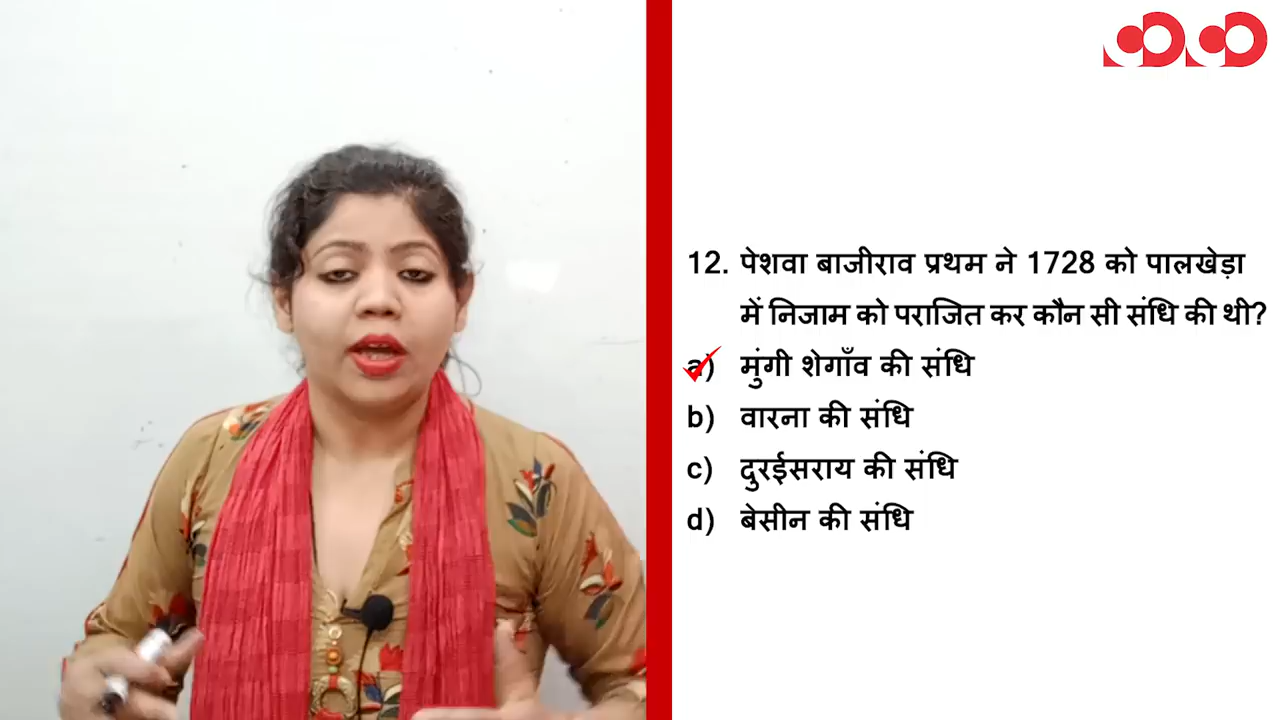 12. पेशवा बाजीराव प्रथम ने 1728 को पालखेड़ा
में निजाम को पराजित कर कौन सी संधि की थी?
a) मुंगी शेगाँव की संधि
b) वारना की संधि
c) दुरईसराय की संधि
d) बेसीन की संधि